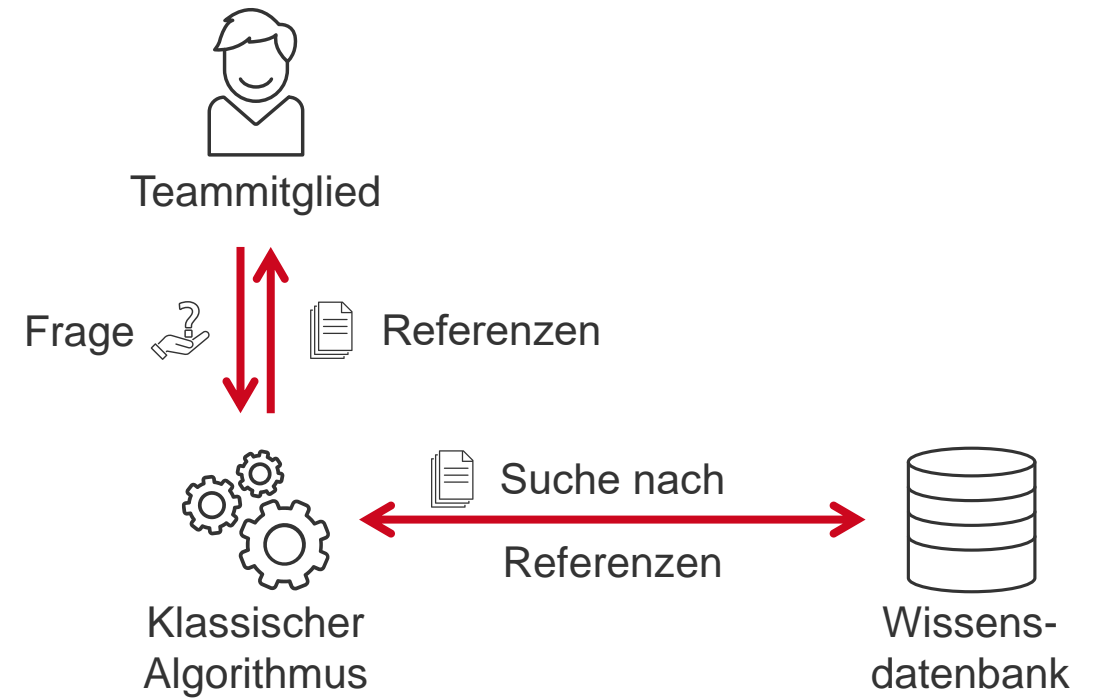 Teammitglied
Frage
Referenzen
Suche nach
Referenzen
Klassischer
Algorithmus
Wissens-
datenbank